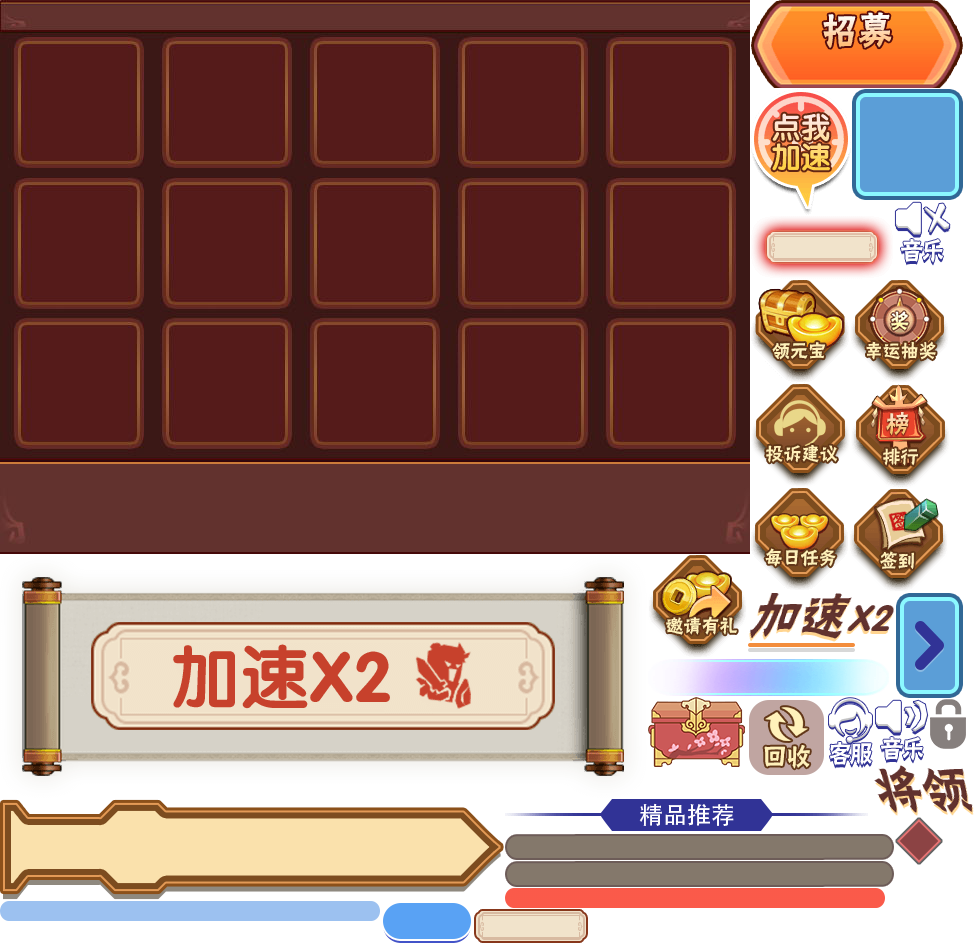 招募
点我
加速
音乐
领元宝
奖
幸运抽奖
投诉建议
榜
排行
每日任务
签到
邀请有礼
加速X2
加速X2
回收
客服
音乐
将领
精品推荐